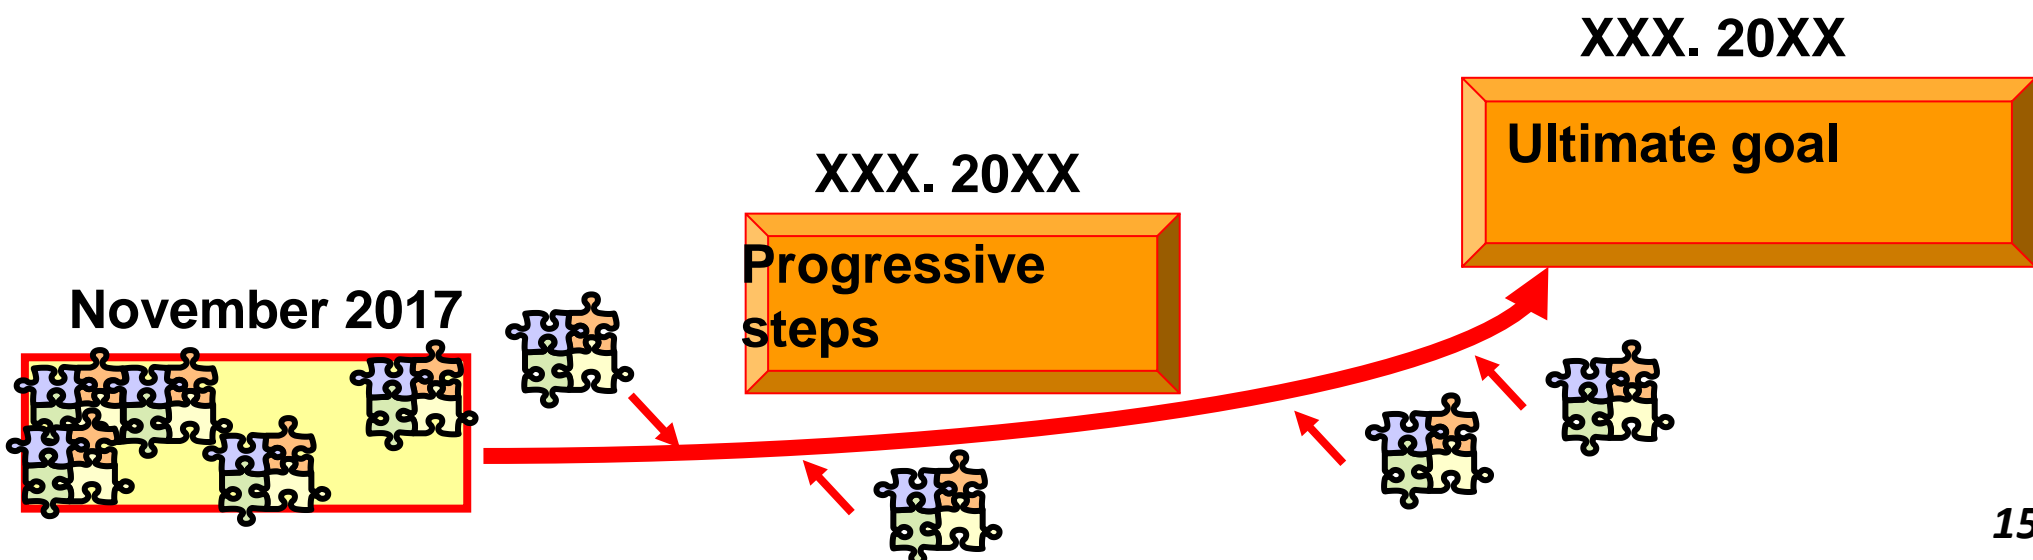 XXX. 20XX
Ultimate goal
XXX. 20XX
Progressive
steps
November 2017
15